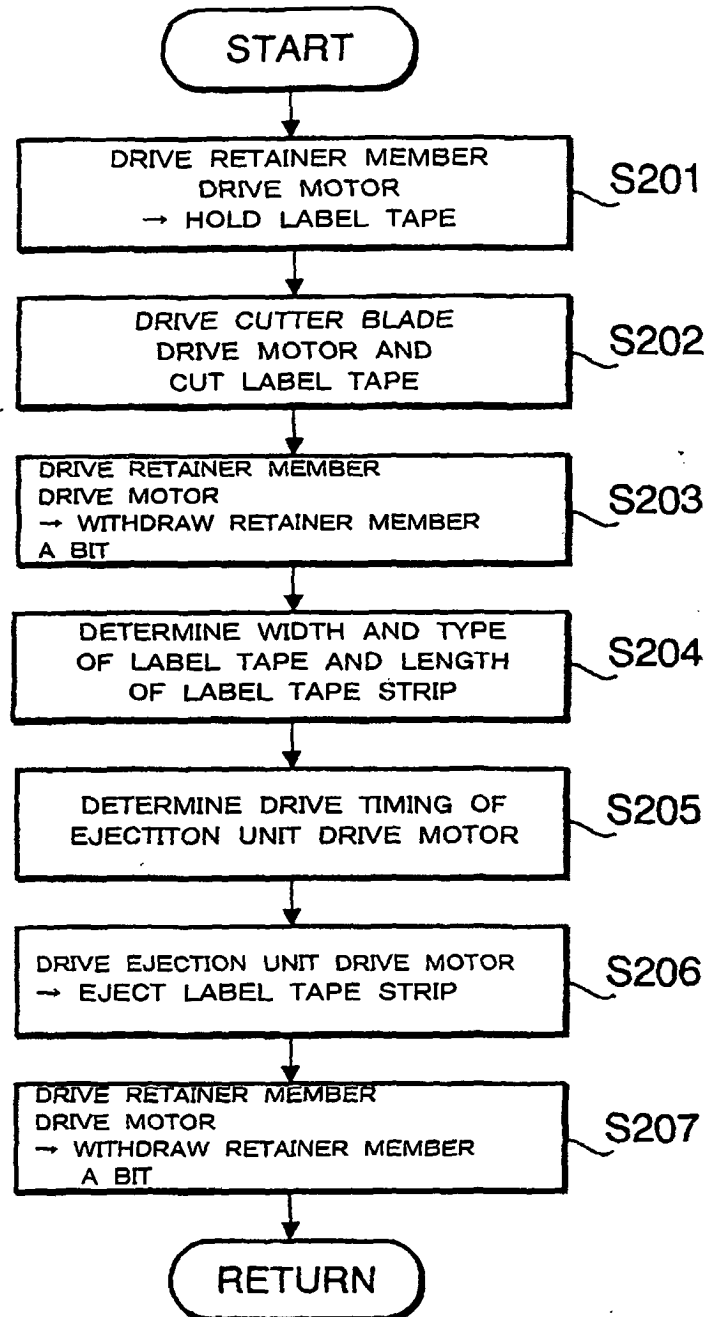 START
DRIVE RETAINER MEMBER
DRIVE MOTOR
→ HOLD LABEL TAPE
S201
DRIVE CUTTER BLADE
DRIVE MOTOR AND
CUT LABEL TAPE
S202
DRIVE RETAINER MEMBER
DRIVE MOTOR
→ WITHDRAW RETAINER MEMBER
A BIT
S203
DETERMINE WIDTH AND TYPE
OF LABEL TAPE AND LENGTH
OF LABEL TAPE STRIP
S204
DETERMINE DRIVE TIMING OF
EJECTITON UNIT DRIVE MOTOR
S205
DRIVE EJECTION UNIT DRIVE MOTOR
→ EJECT LABEL TAPE STRIP
S206
DRIVE RETAINER MEMBER
DRIVE MOTOR
→ WITHDRAW RETAINER MEMBER
A BIT
S207
RETURN